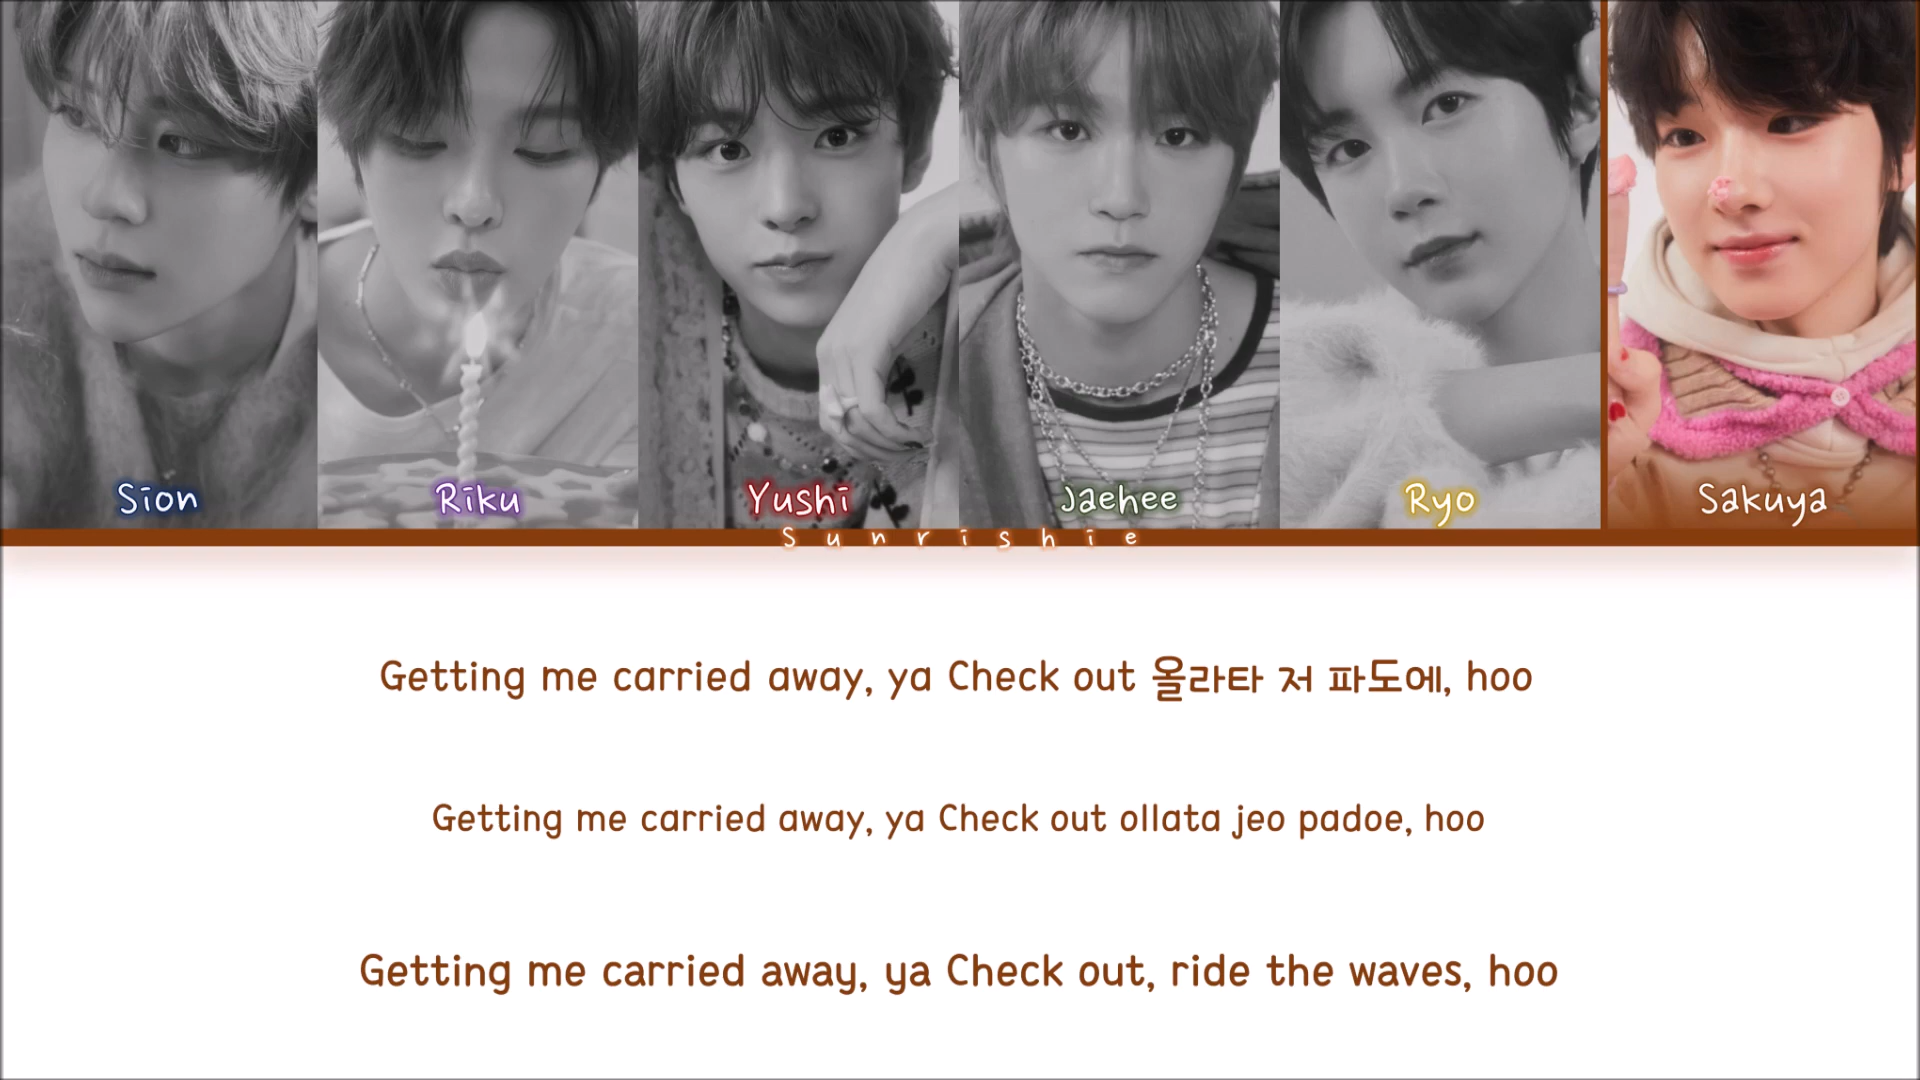 Sion Riku Yushi Jaehee Ryo Sakuya
Sunrishie
Getting me carried away, ya Check out 올라타 저 파도에, hoo
Getting me carried away, ya Check out ollata jeo padoe, hoo
Getting me carried away, ya Check out, ride the waves, hoo